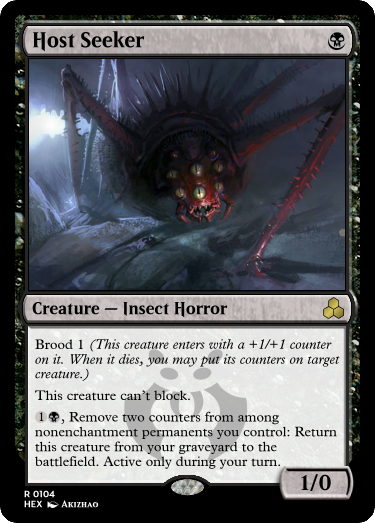 Host Seeker
Creature — Insect Horror
Brood 1 (This creature enters with a +1/+1 counter
on it. When it dies, you may put its counters on target
creature.)
This creature can't block.
1, Remove two counters from among
nonenchantment permanents you control: Return
this creature from your graveyard to the
battlefield. Active only during your turn.
1/0
R 0104
HEX Akizhao